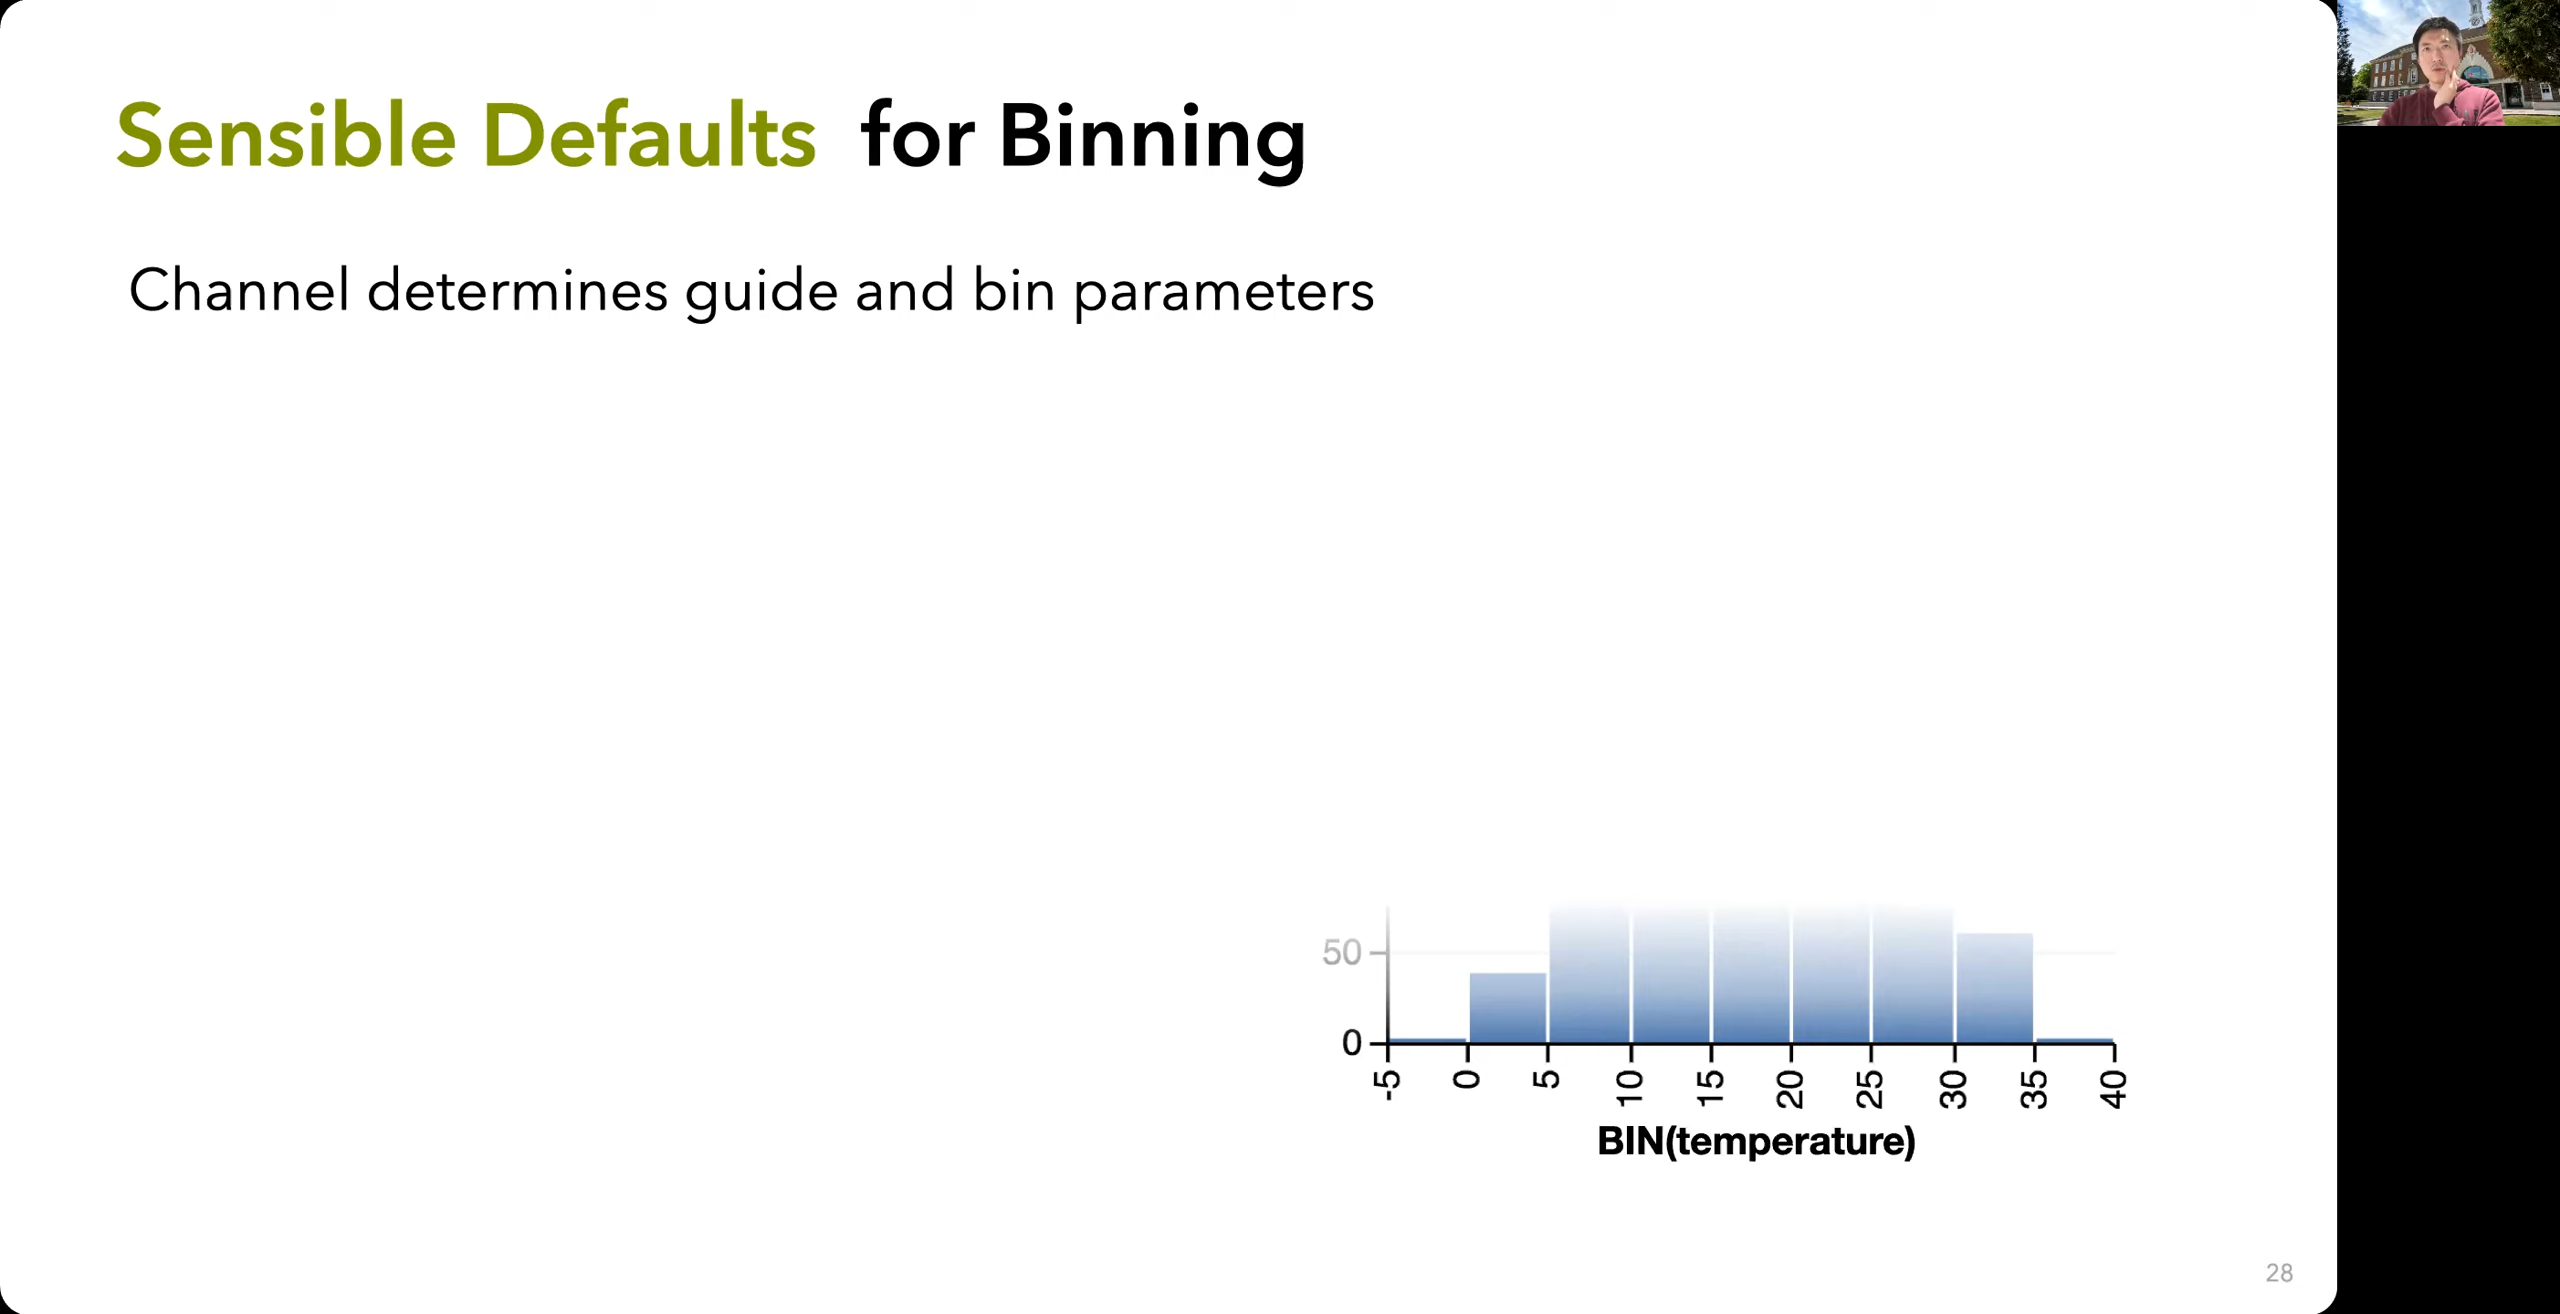 Sensible Defaults for Binning
Channel determines guide and bin parameters
50
0
-5 0 5 10 15 20 25 30 35 40
BIN(temperature)
28